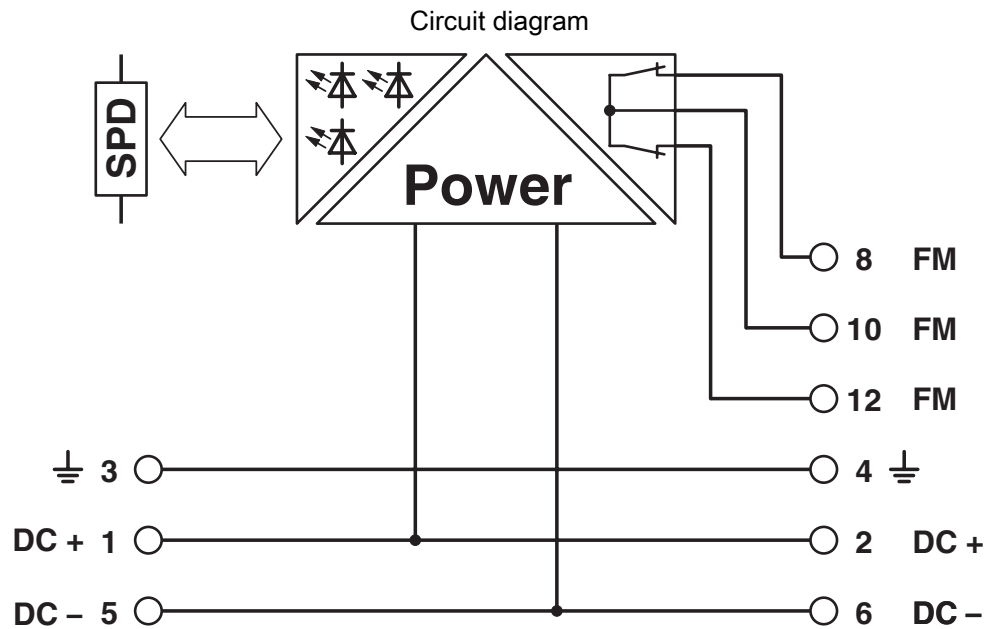 Circuit diagram
SPD
Power
8 FM
10 FM
12 FM
3
4
DC + 1
2 DC +
DC – 5
6 DC –